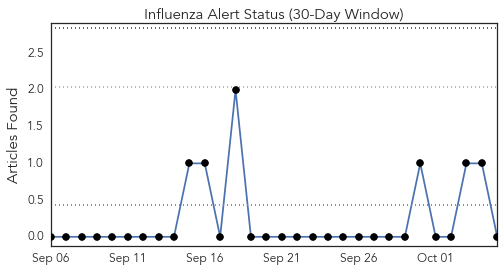 Influenza Alert Status (30-Day Window)
Articles Found
2.5
2.0
1.5
1.0
0.5
0.0
Sep 06 Sep 11 Sep 16 Sep 21 Sep 26 Oct 01